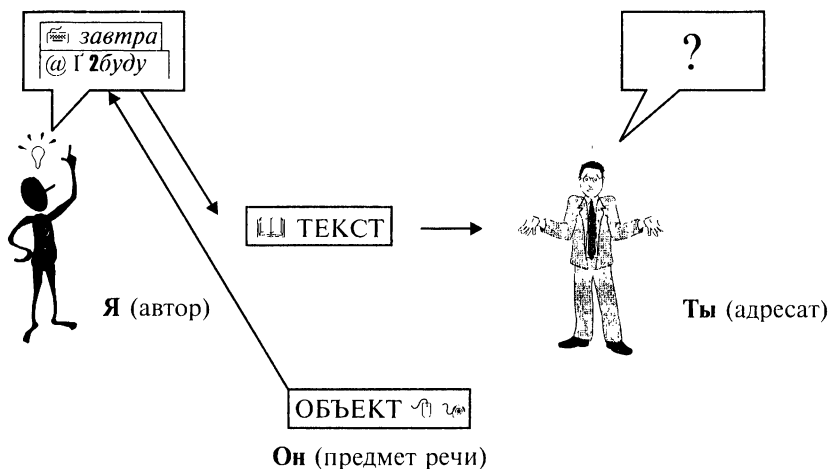 завтра
@ Ґ 2буду
?
ТЕКСТ
Я (автор)
Ты (адресат)
ОБЪЕКТ
Он (предмет речи)